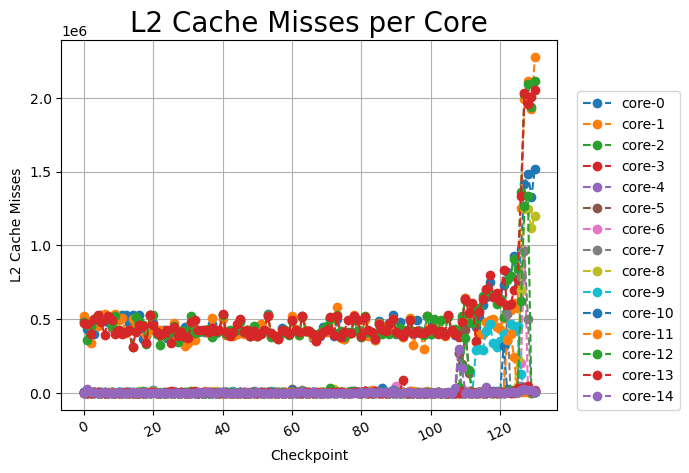 L2 Cache Misses per Core
1e6
2.0
1.5
1.0
0.5
0.0
L2 Cache Misses
0
20
40
60
80
100
120
Checkpoint
core-0
core-1
core-2
core-3
core-4
core-5
core-6
core-7
core-8
core-9
core-10
core-11
core-12
core-13
core-14